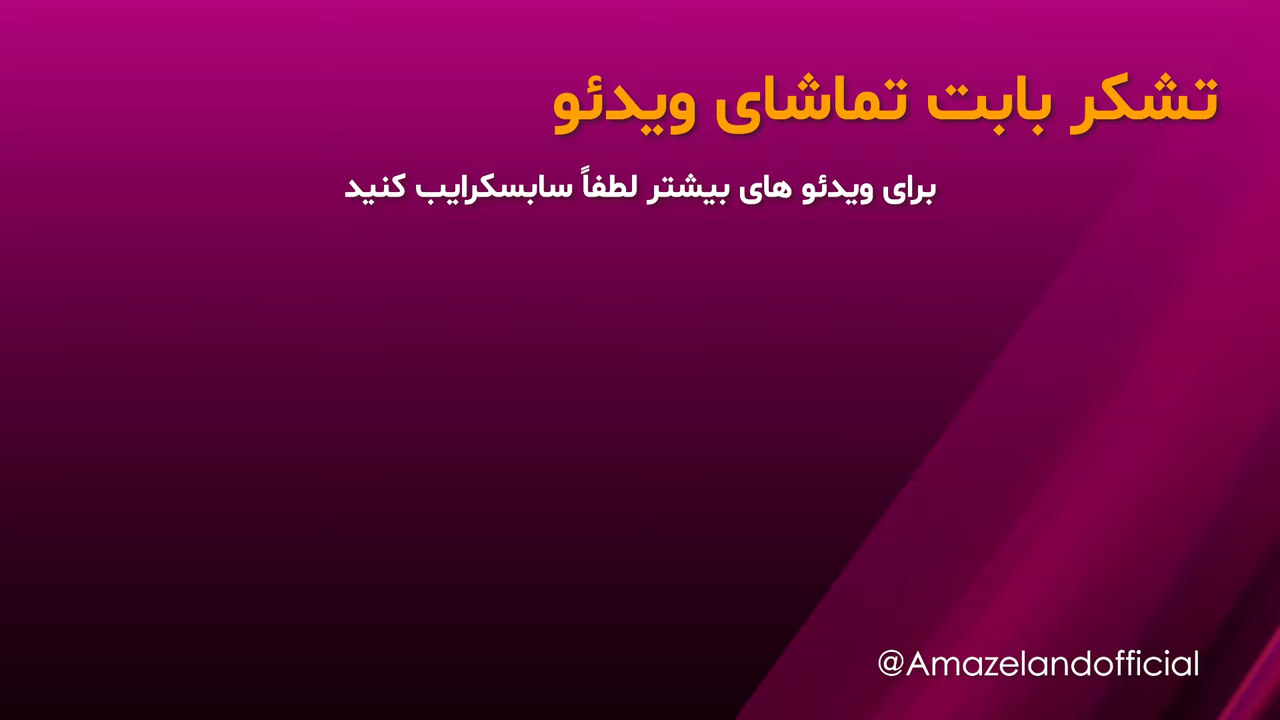 تشکر بابت تماشای ویدئو
برای ویدئو های بیشتر لطفاً سابسکرایب کنید
@Amazelandofficial